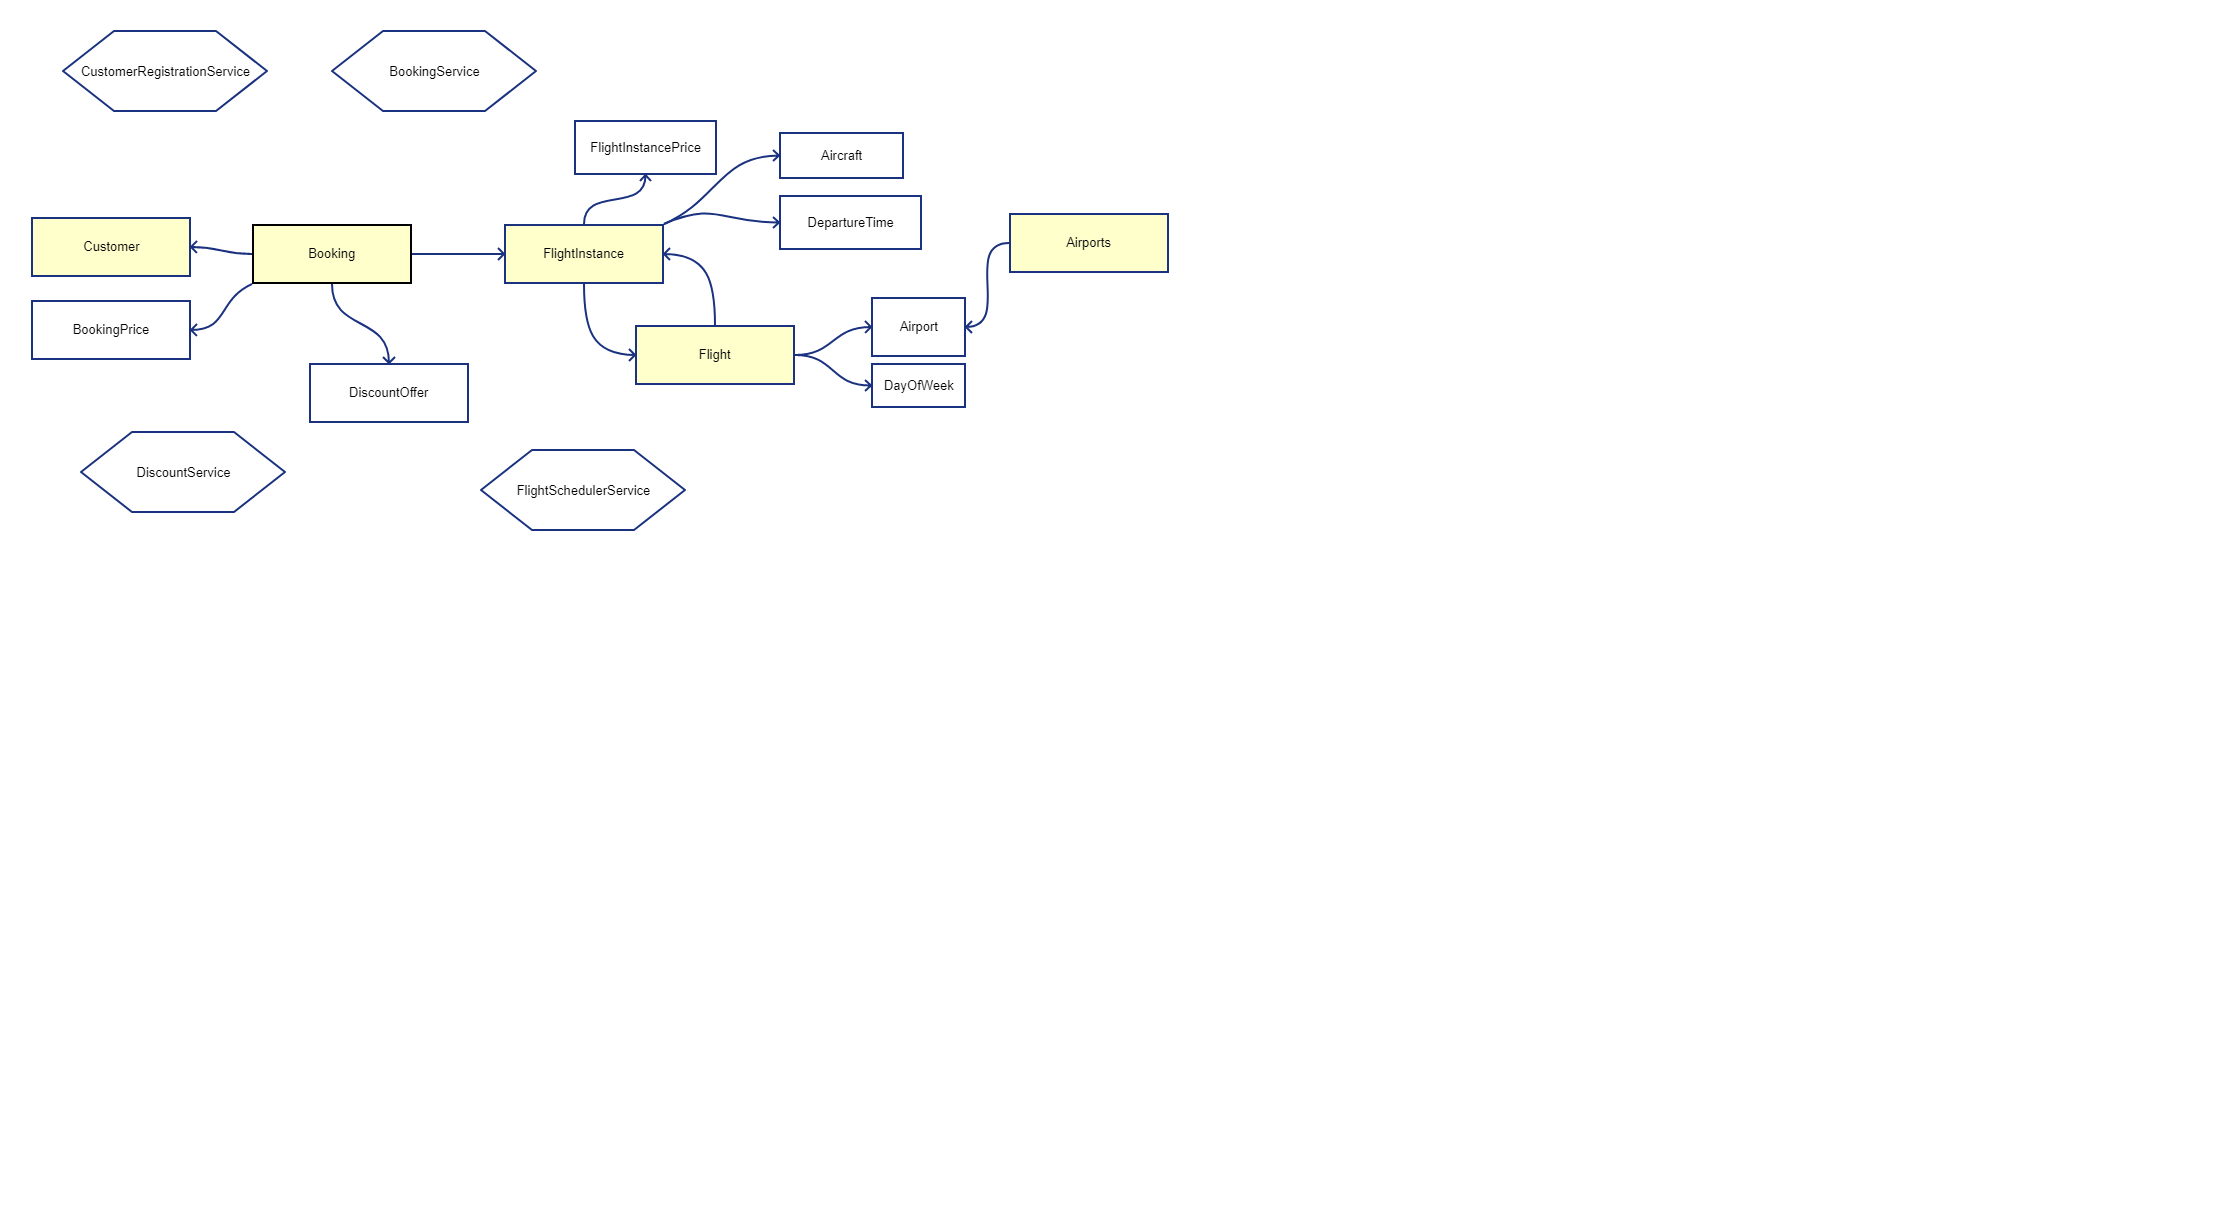 CustomerRegistrationService
BookingService
FlightInstancePrice
Aircraft
DepartureTime
Customer
Booking
FlightInstance
Airports
BookingPrice
Airport
Flight
DayOfWeek
DiscountOffer
DiscountService
FlightSchedulerService